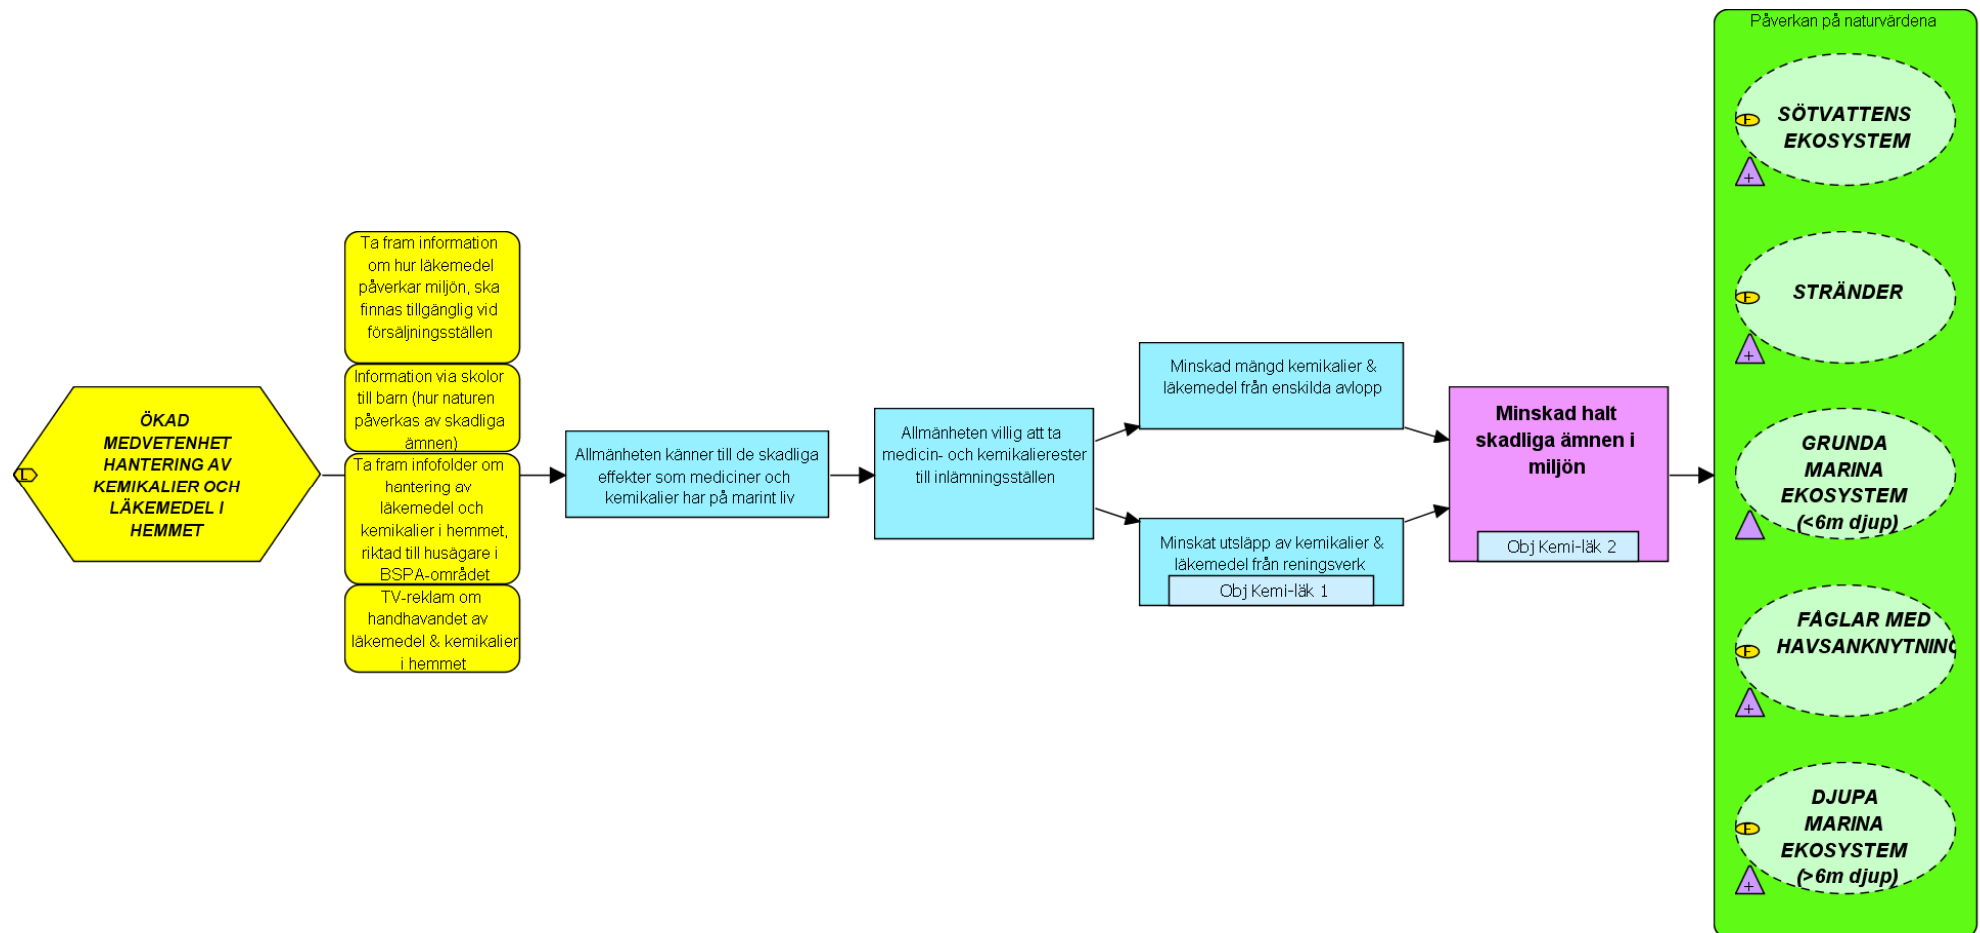 ÖKAD
MEDVETENHET
HANTERING AV
KEMIKALIER OCH
LÄKEMEDEL I
HEMMET
L
Ta fram information
om hur läkemedel
påverkar miljön, ska
finnas tillgänglig vid
försäljningsställen
Information via skolor
till barn (hur naturen
påverkas av skadliga
ämnen)
Ta fram infofolder om
hantering av
läkemedel och
kemikalier i hemmet,
riktad till husägare i
BSPA-området
TV-reklam om
handhavandet av
läkemedel & kemikalier
i hemmet
Allmänheten känner till de skadliga
effekter som mediciner och
kemikalier har på marint liv
Allmänheten villig att ta
medicin- och kemikalierester
till inlämningsställen
Minskad mängd kemikalier &
läkemedel från enskilda avlopp
Minskat utsläpp av kemikalier &
läkemedel från reningsverk
Obj Kemi-läk 1
Minskad halt
skadliga ämnen i
miljön
Obj Kemi-läk 2
Påverkan på naturvärdena
SÖTVATTENS
EKOSYSTEM
F
+
STRÄNDER
F
+
GRUNDA
MARINA
EKOSYSTEM
(<6m djup)
FÅGLAR MED
HAVSANKNYTNING
F
+
DJUPA
MARINA
EKOSYSTEM
(>6m djup)
F
+